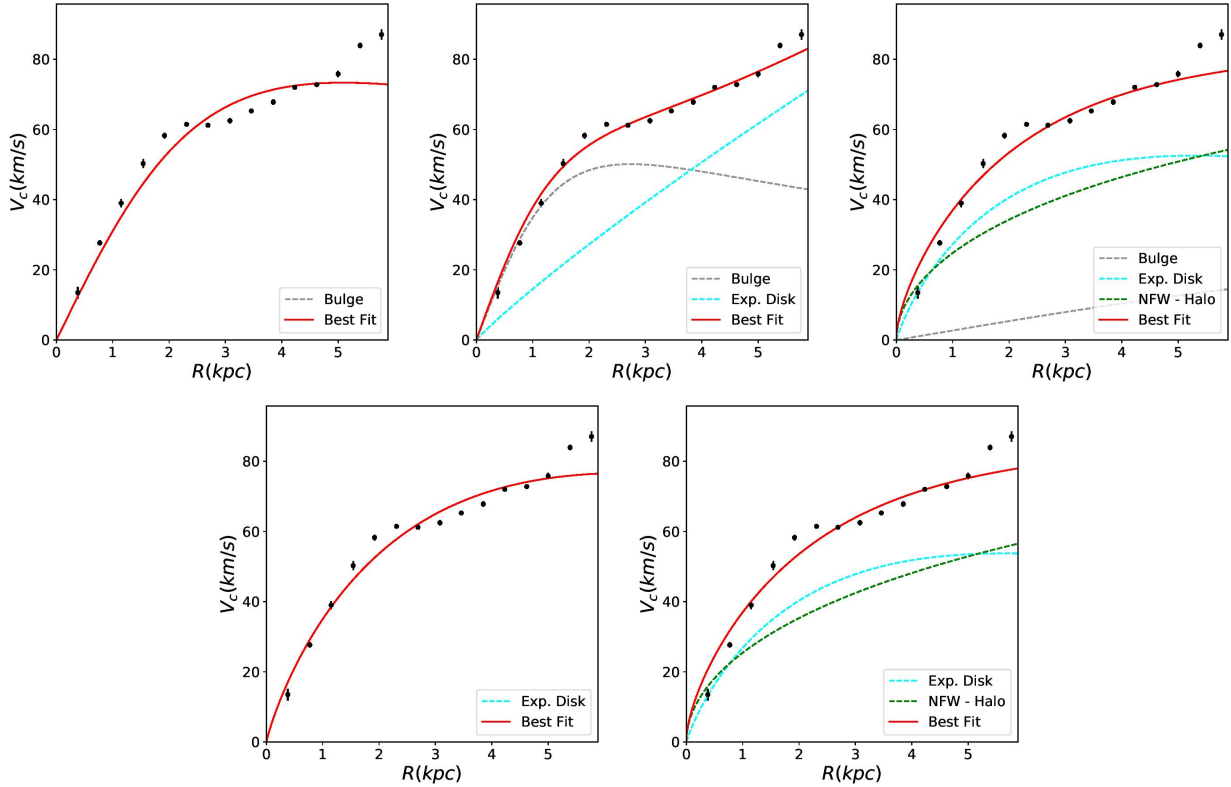 80
60
40
20
0
V_c(km/s)
0 1 2 3 4 5
R(kpc)
Bulge
Best Fit
80
60
40
20
0
V_c(km/s)
0 1 2 3 4 5
R(kpc)
Bulge
Exp. Disk
Best Fit
80
60
40
20
0
V_c(km/s)
0 1 2 3 4 5
R(kpc)
Bulge
Exp. Disk
NFW - Halo
Best Fit
80
60
40
20
0
V_c(km/s)
0 1 2 3 4 5
R(kpc)
Exp. Disk
Best Fit
80
60
40
20
0
V_c(km/s)
0 1 2 3 4 5
R(kpc)
Exp. Disk
NFW - Halo
Best Fit